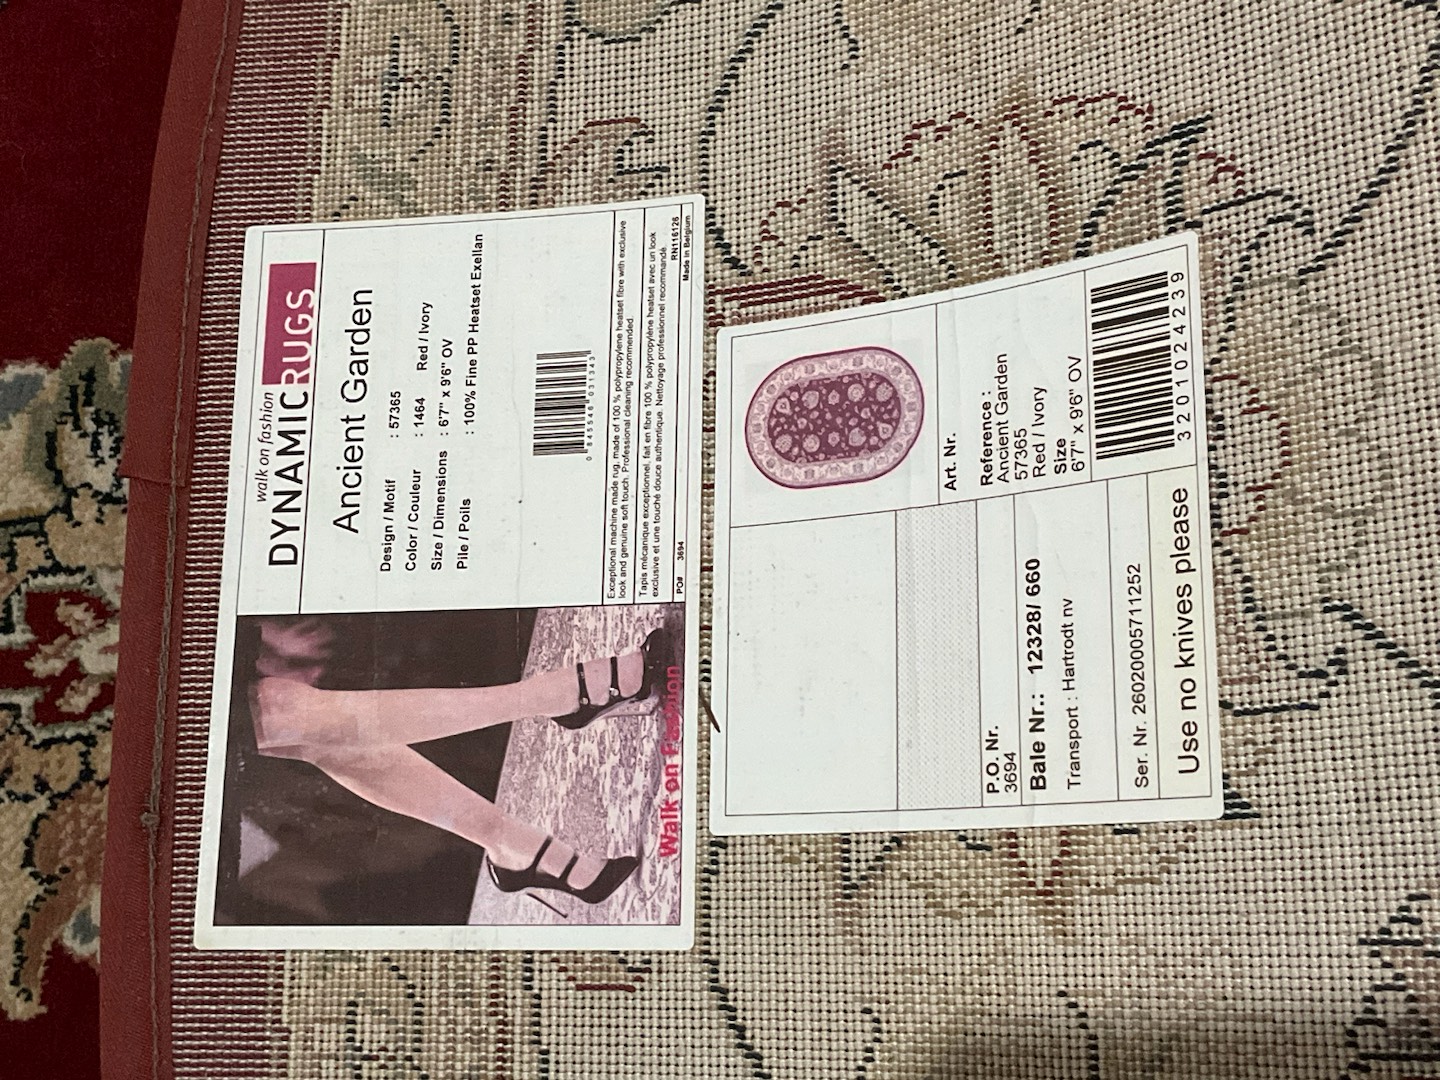 walk on fashion
DYNAMICRUGS
Ancient Garden
Design / Motif : 57365
Color / Couleur : 1464 Red / Ivory
Size / Dimensions : 6'7" x 9'6" OV
Pile / Poils : 100% Fine PP Heatset Exellan
0 845546 031343
Exceptional machine made rug, made of 100 % polypropylene heatset fibre with exclusive
look and genuine soft touch. Professional cleaning recommended.
Tapis mécanique exceptionnel, fait en fibre 100 % polypropylène heatset avec un look
exclusive et une touché douce authentique. Nettoyage professionnel recommandé.
PO# 3694 RN116126
Made in Belgium
Walk on Fashion
Art. Nr.
Reference :
Ancient Garden
57365
Red / Ivory
Size
6'7" x 9'6" OV
P.O. Nr.
3694
Bale Nr.: 12328/ 660
Transport : Hartrodt nv
Ser. Nr. 26020005711252
3201024239
Use no knives please